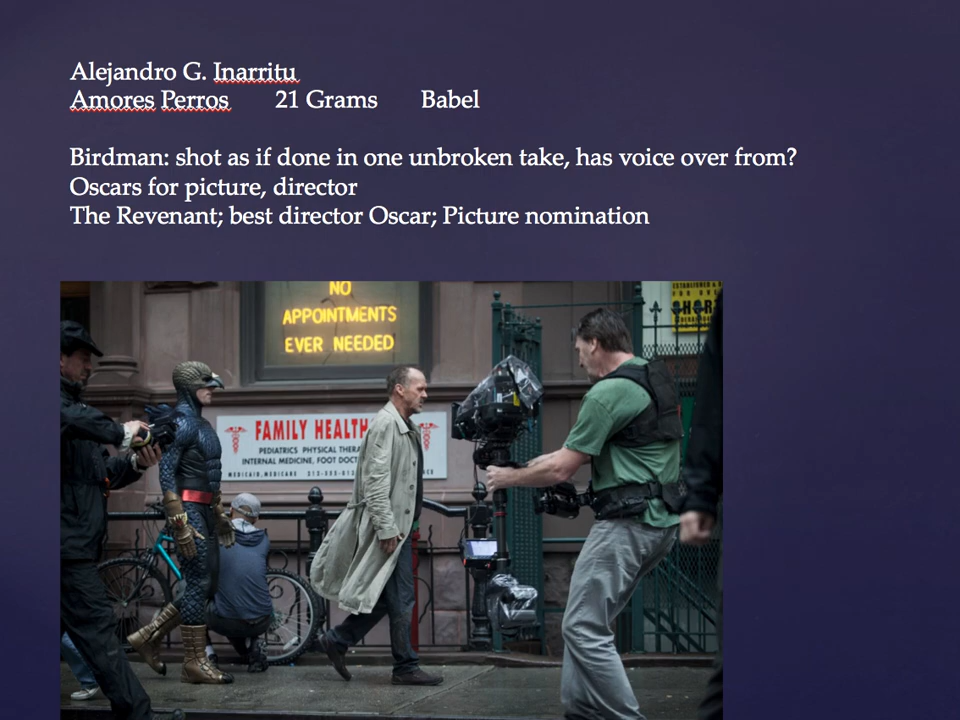 Alejandro G. Inarritu
Amores Perros 21 Grams Babel
Birdman: shot as if done in one unbroken take, has voice over from?
Oscars for picture, director
The Revenant; best director Oscar; Picture nomination
NO
APPOINTMENTS
EVER NEEDED
FAMILY HEALTH
PEDIATRICS PHYSICAL THERA
INTERNAL MEDICINE, FOOT DOCT
MEDICAID, MEDICARE